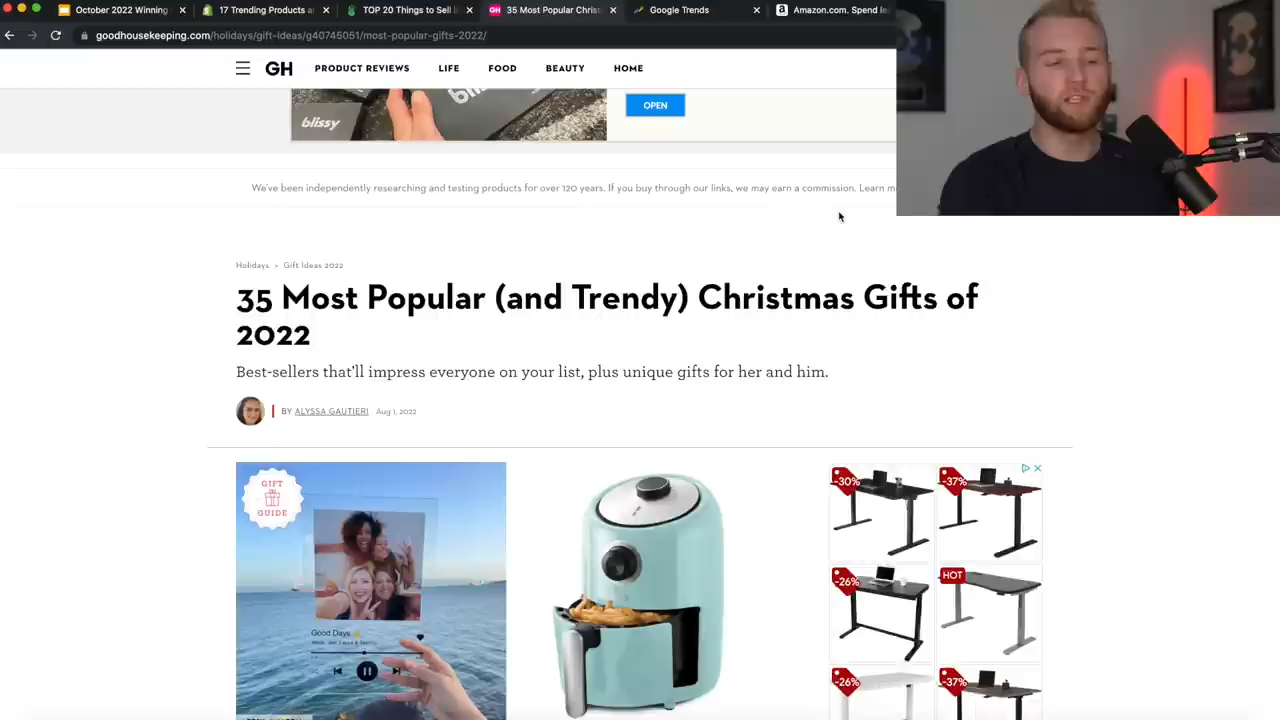 October 2022 Winning
17 Trending Products a
TOP 20 Things to Sell
35 Most Popular Christ
Google Trends
Amazon.com. Spend le
goodhousekeeping.com/holidays/gift-ideas/g40745051/most-popular-gifts-2022/
GH
PRODUCT REVIEWS
LIFE
FOOD
BEAUTY
HOME
blissy
OPEN
We've been independently researching and testing products for over 120 years. If you buy through our links, we may earn a commission. Learn m
Holidays > Gift Ideas 2022
35 Most Popular (and Trendy) Christmas Gifts of
2022
Best-sellers that'll impress everyone on your list, plus unique gifts for her and him.
BY ALYSSA GAUTIERI Aug 1, 2022
GIFT
GUIDE
Good Days
-30%
-37%
-26%
HOT
-26%
-37%